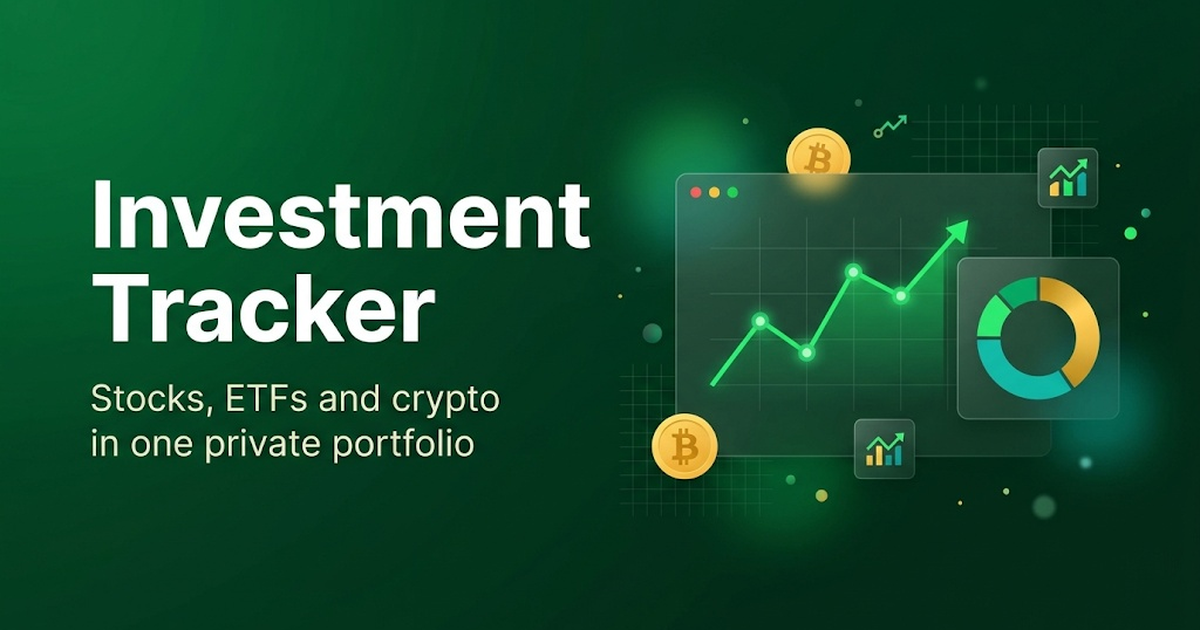 Investment
Tracker
Stocks, ETFs and crypto
in one private portfolio